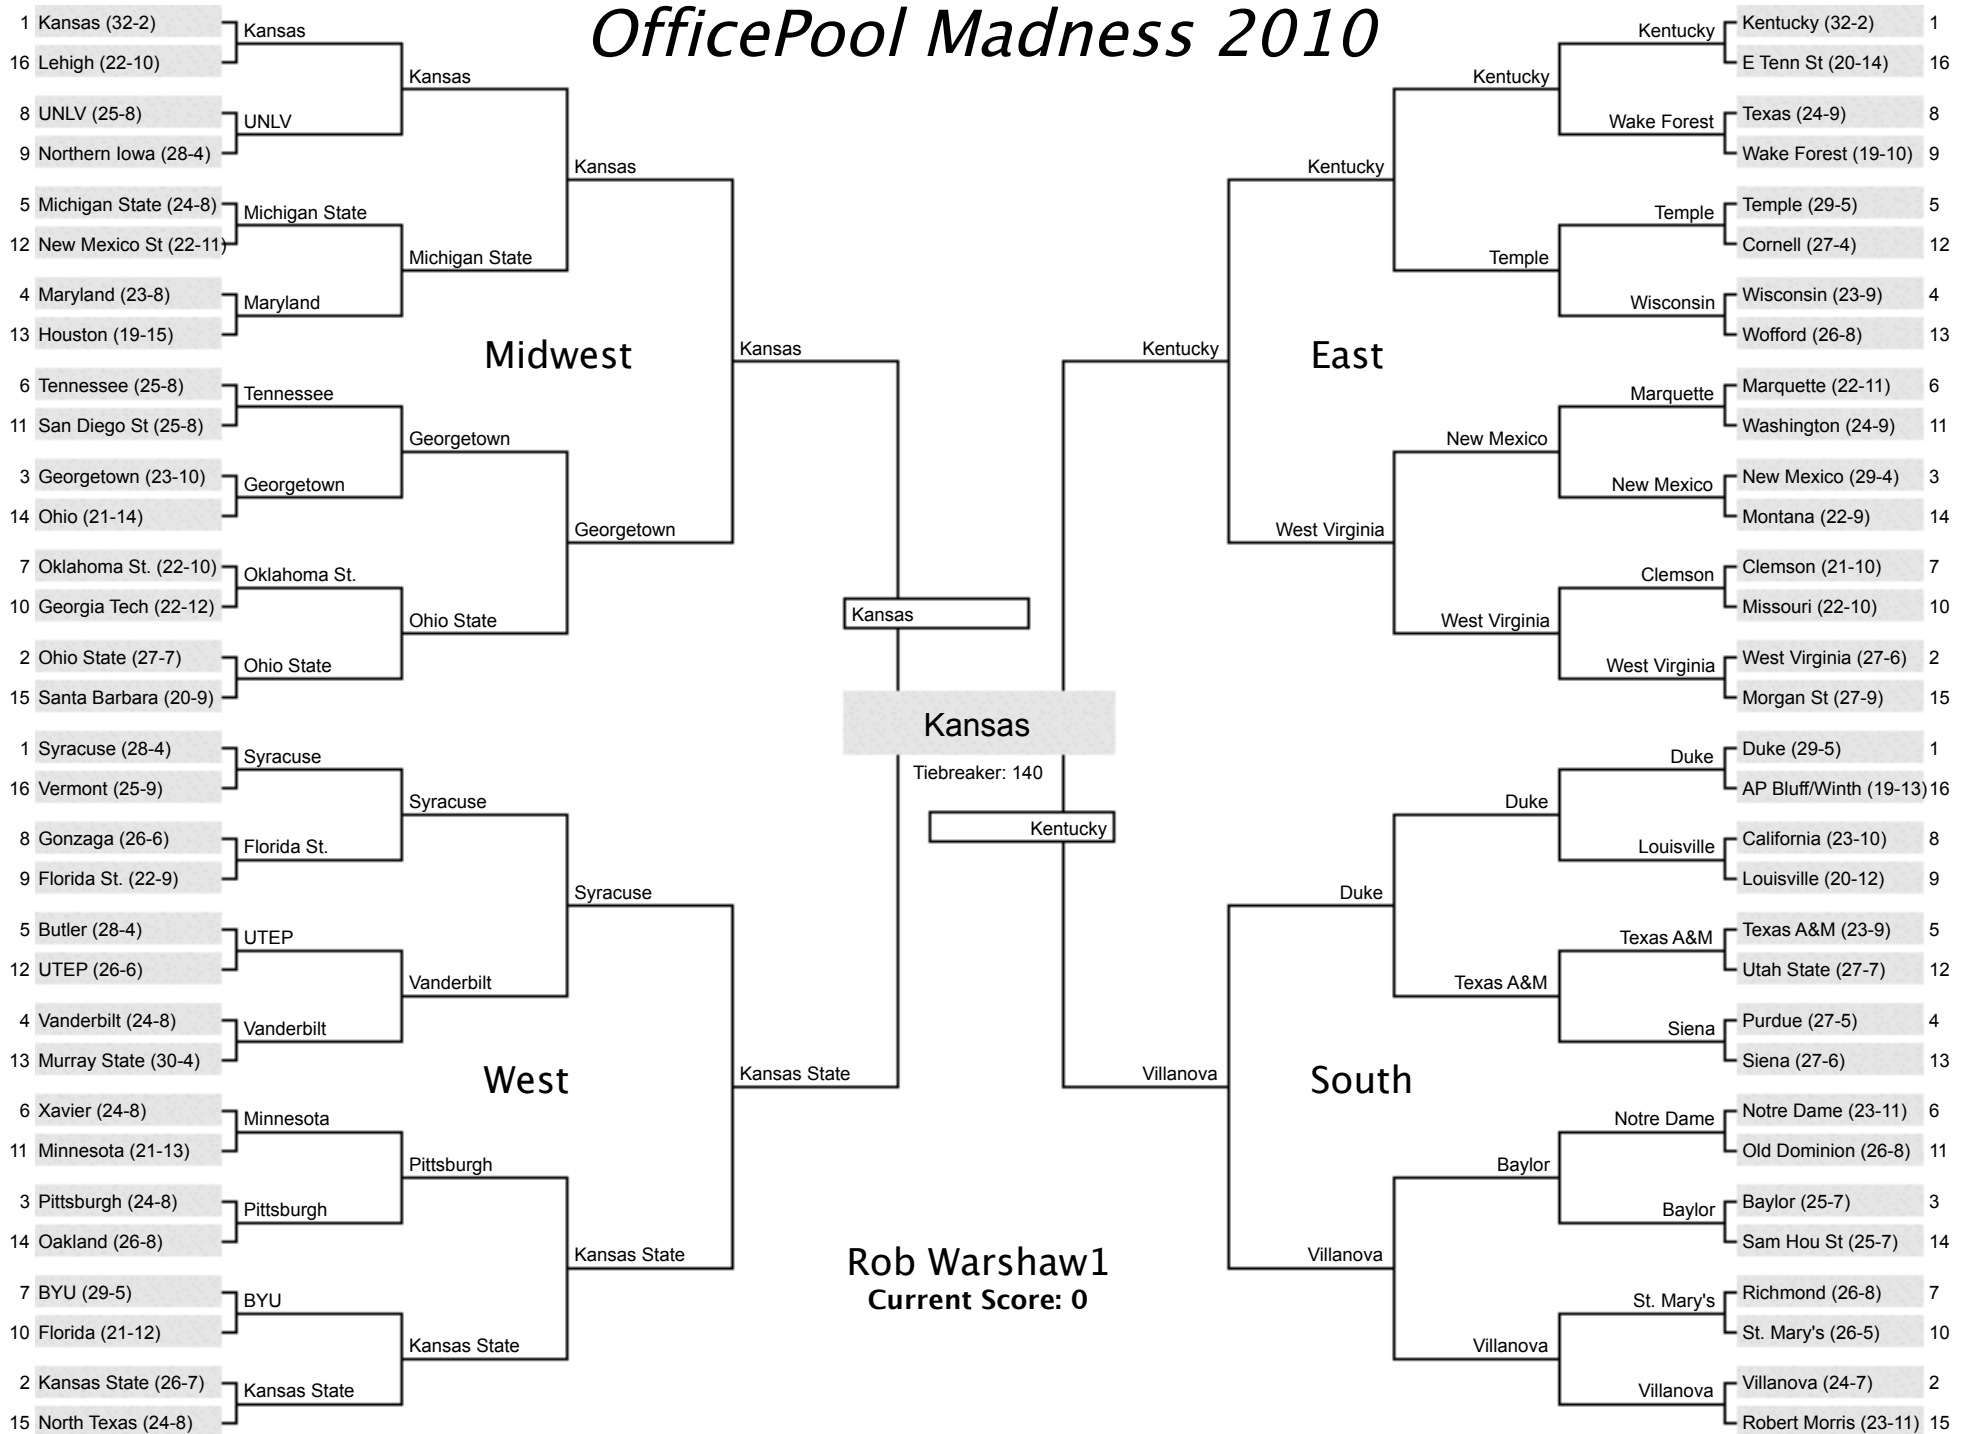 OfficePool Madness 2010
1 Kansas (32-2)
16 Lehigh (22-10)
8 UNLV (25-8)
9 Northern Iowa (28-4)
5 Michigan State (24-8)
12 New Mexico St (22-11)
4 Maryland (23-8)
13 Houston (19-15)
6 Tennessee (25-8)
11 San Diego St (25-8)
3 Georgetown (23-10)
14 Ohio (21-14)
7 Oklahoma St. (22-10)
10 Georgia Tech (22-12)
2 Ohio State (27-7)
15 Santa Barbara (20-9)
Kansas
UNLV
Michigan State
Maryland
Tennessee
Georgetown
Oklahoma St.
Ohio State
Kansas
Michigan State
Georgetown
Ohio State
Kansas
Georgetown
Kansas
Midwest
1 Syracuse (28-4)
16 Vermont (25-9)
8 Gonzaga (26-6)
9 Florida St. (22-9)
5 Butler (28-4)
12 UTEP (26-6)
4 Vanderbilt (24-8)
13 Murray State (30-4)
6 Xavier (24-8)
11 Minnesota (21-13)
3 Pittsburgh (24-8)
14 Oakland (26-8)
7 BYU (29-5)
10 Florida (21-12)
2 Kansas State (26-7)
15 North Texas (24-8)
Syracuse
Florida St.
UTEP
Vanderbilt
Minnesota
Pittsburgh
BYU
Kansas State
Syracuse
Vanderbilt
Pittsburgh
Kansas State
Syracuse
Kansas State
Kansas State
West
Kansas
Kansas
Tiebreaker: 140
Kentucky
Rob Warshaw1
Current Score: 0
Kentucky (32-2) 1
E Tenn St (20-14) 16
Texas (24-9) 8
Wake Forest (19-10) 9
Temple (29-5) 5
Cornell (27-4) 12
Wisconsin (23-9) 4
Wofford (26-8) 13
Marquette (22-11) 6
Washington (24-9) 11
New Mexico (29-4) 3
Montana (22-9) 14
Clemson (21-10) 7
Missouri (22-10) 10
West Virginia (27-6) 2
Morgan St (27-9) 15
Kentucky
Wake Forest
Temple
Wisconsin
Marquette
New Mexico
Clemson
West Virginia
Kentucky
Temple
New Mexico
West Virginia
Kentucky
West Virginia
Kentucky
East
Duke (29-5) 1
AP Bluff/Winth (19-13) 16
California (23-10) 8
Louisville (20-12) 9
Texas A&M (23-9) 5
Utah State (27-7) 12
Purdue (27-5) 4
Siena (27-6) 13
Notre Dame (23-11) 6
Old Dominion (26-8) 11
Baylor (25-7) 3
Sam Hou St (25-7) 14
Richmond (26-8) 7
St. Mary's (26-5) 10
Villanova (24-7) 2
Robert Morris (23-11) 15
Duke
Louisville
Texas A&M
Siena
Notre Dame
Baylor
St. Mary's
Villanova
Duke
Texas A&M
Baylor
Villanova
Duke
Villanova
Villanova
South